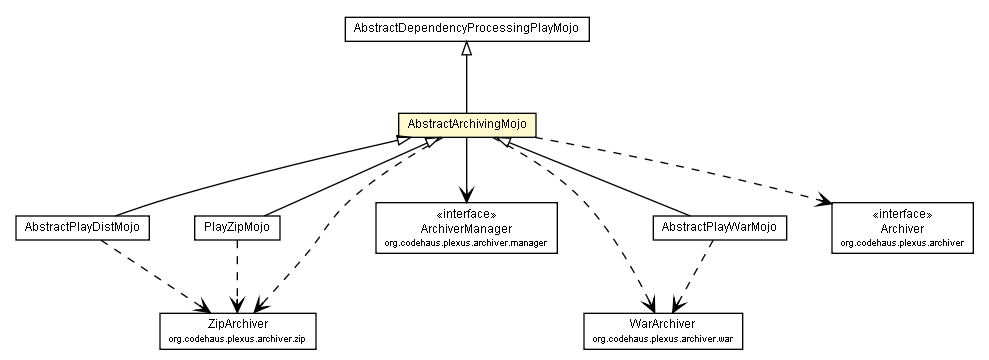 AbstractDependencyProcessingPlayMojo
AbstractArchivingMojo
AbstractPlayDistMojo
PlayZipMojo
«interface»
ArchiverManager
org.codehaus.plexus.archiver.manager
AbstractPlayWarMojo
«interface»
Archiver
org.codehaus.plexus.archiver
ZipArchiver
org.codehaus.plexus.archiver.zip
WarArchiver
org.codehaus.plexus.archiver.war